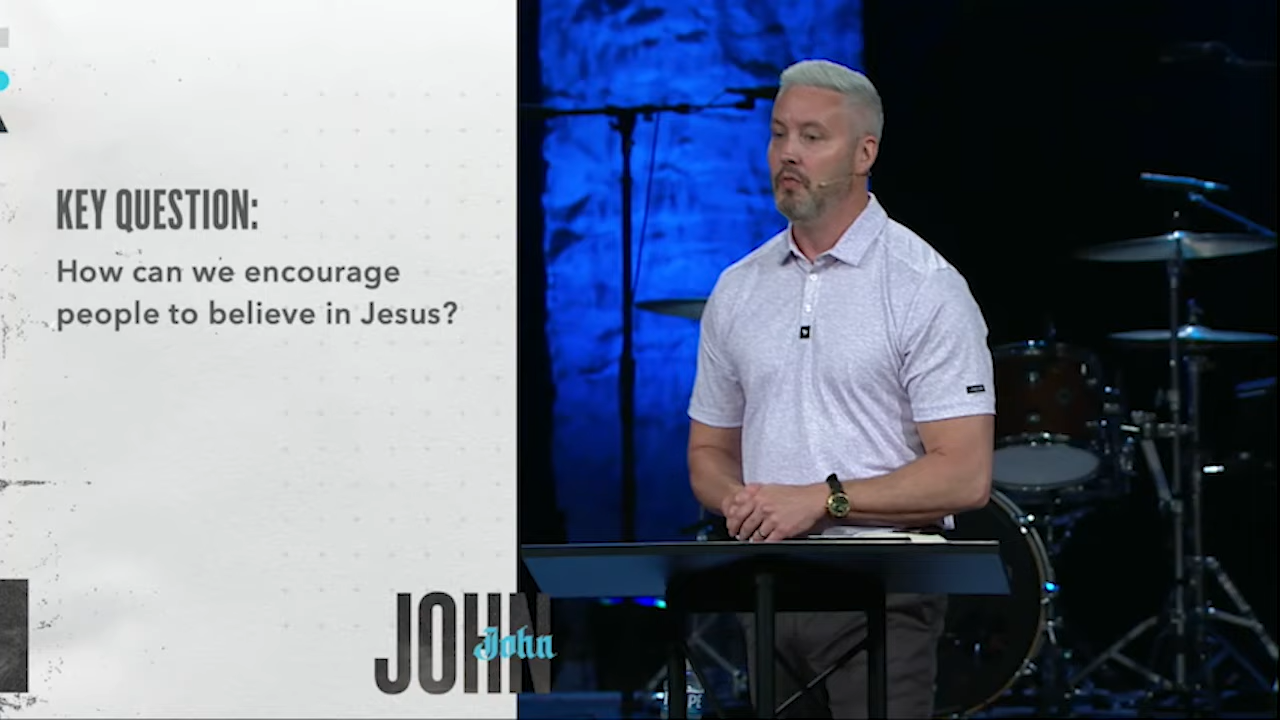 KEY QUESTION:
How can we encourage
people to believe in Jesus?
JOHN
John